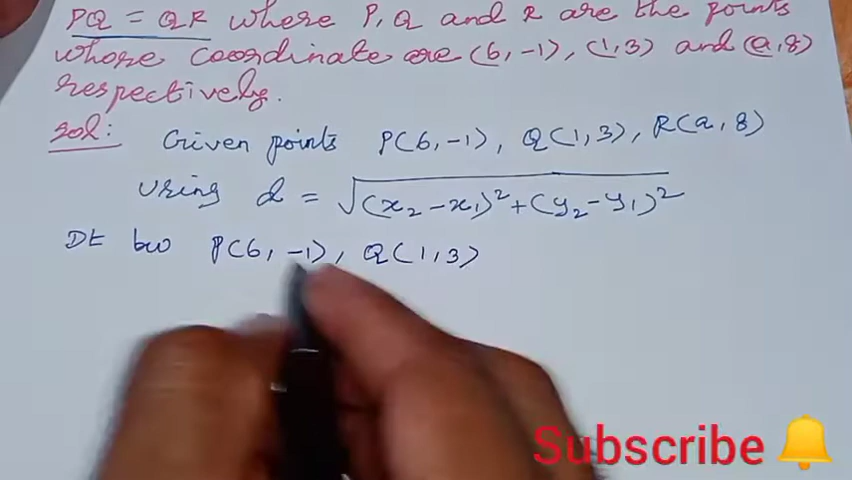 PQ = QR where P, Q and R are the points
whose coordinate are (6, -1), (1, 3) and (a, 8)
respectively.
sol: Given points P(6, -1), Q(1, 3), R(a, 8)
using d = √(x₂ - x₁)² + (y₂ - y₁)²
DE bw P(6, -1), Q(1, 3)
Subscribe